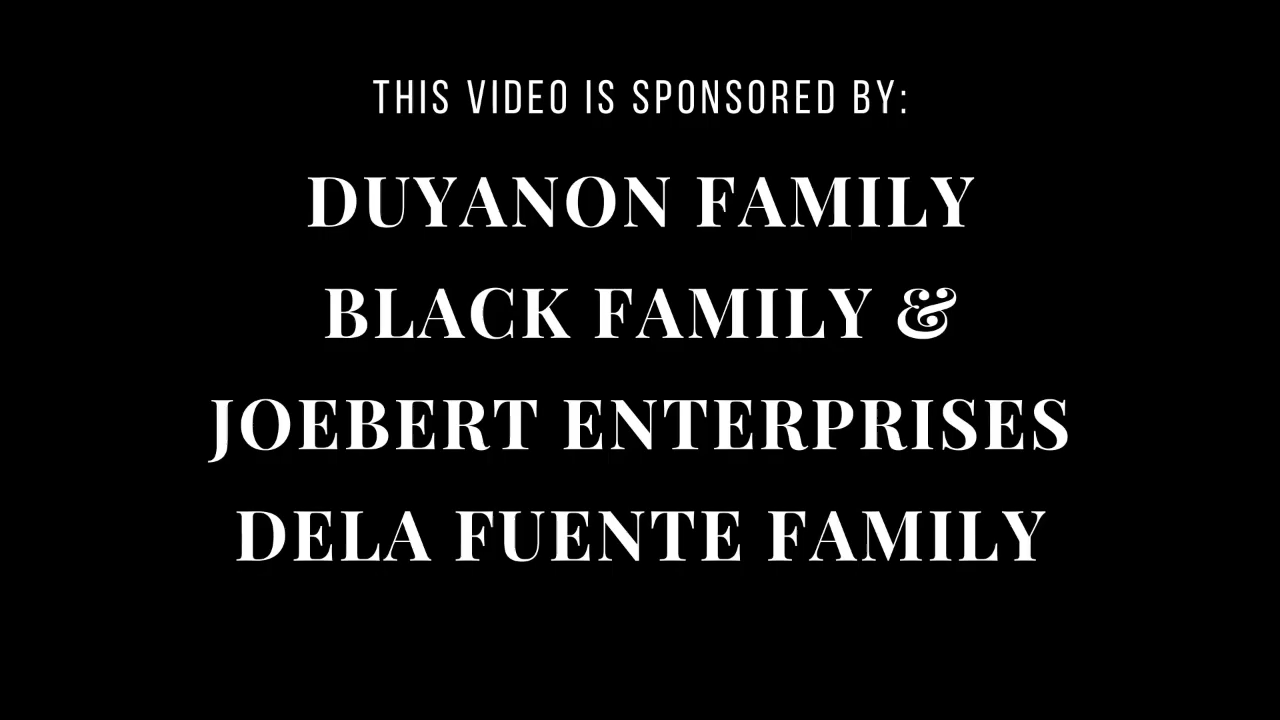 THIS VIDEO IS SPONSORED BY:
DUYANON FAMILY
BLACK FAMILY &
JOEBERT ENTERPRISES
DELA FUENTE FAMILY